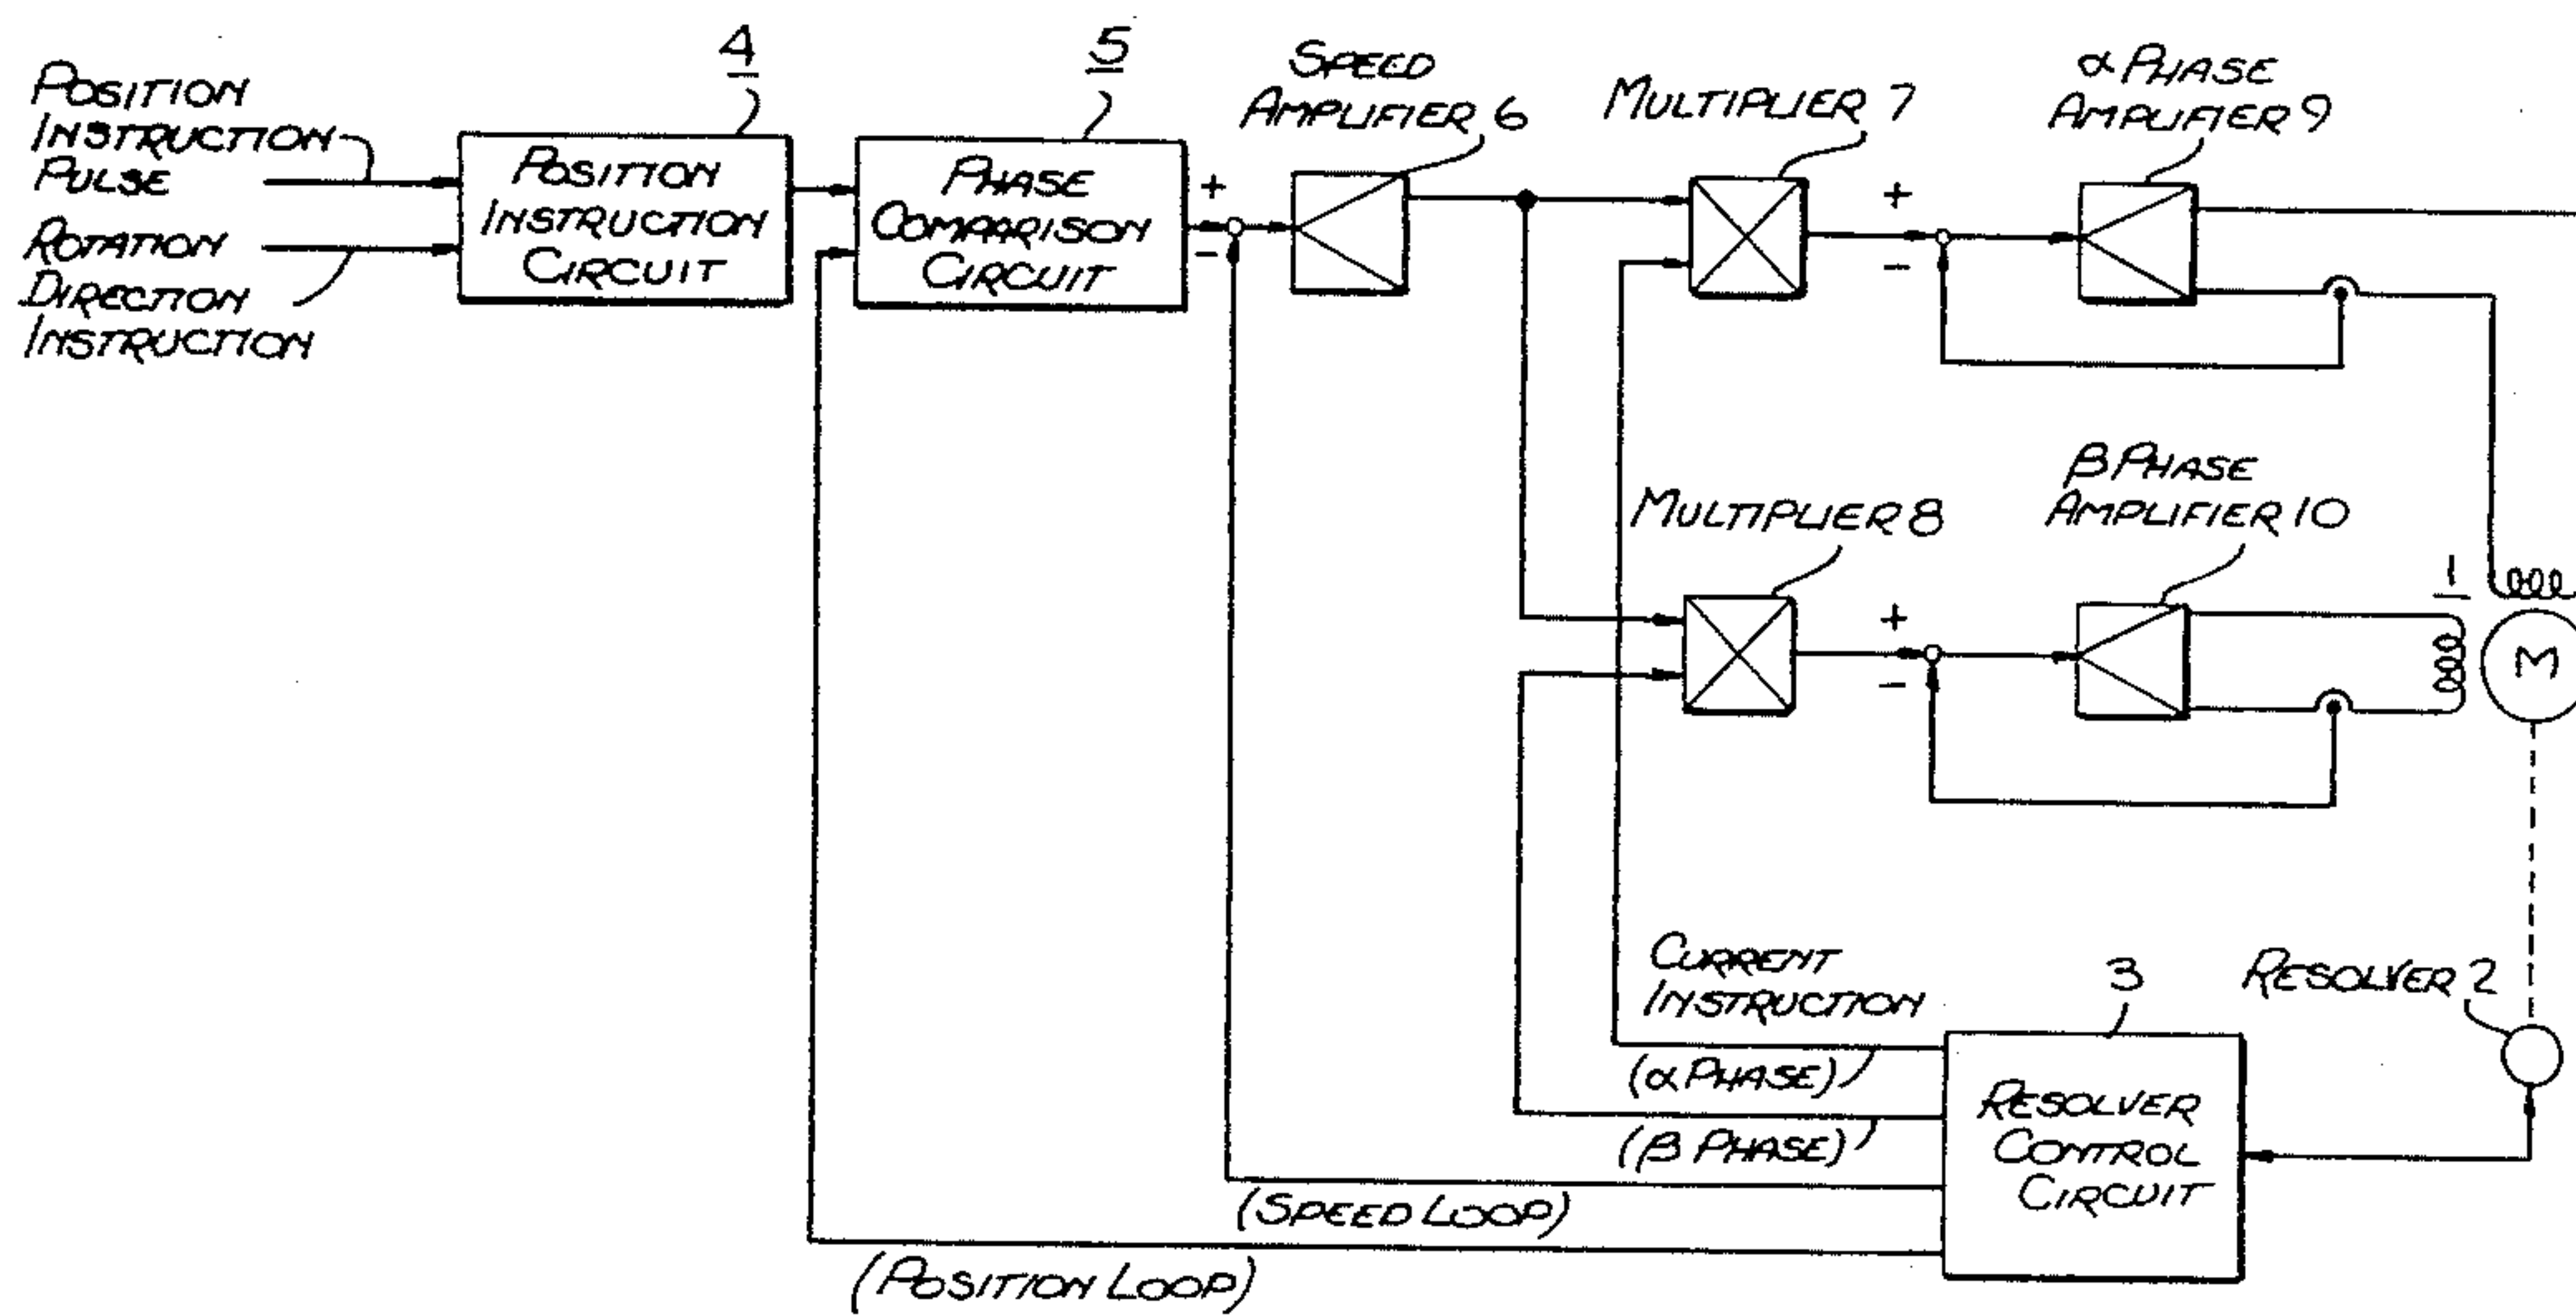 POSITION
INSTRUCTION
PULSE
ROTATION
DIRECTION
INSTRUCTION
4
POSITION
INSTRUCTION
CIRCUIT
5
PHASE
COMPARISON
CIRCUIT
+
-
SPEED
AMPLIFIER 6
MULTIPLIER 7
+
-
α PHASE
AMPLIFIER 9
MULTIPLIER 8
+
-
β PHASE
AMPLIFIER 10
1
M
CURRENT
INSTRUCTION
(α PHASE)
(β PHASE)
(SPEED LOOP)
(POSITION LOOP)
3
RESOLVER
CONTROL
CIRCUIT
RESOLVER 2